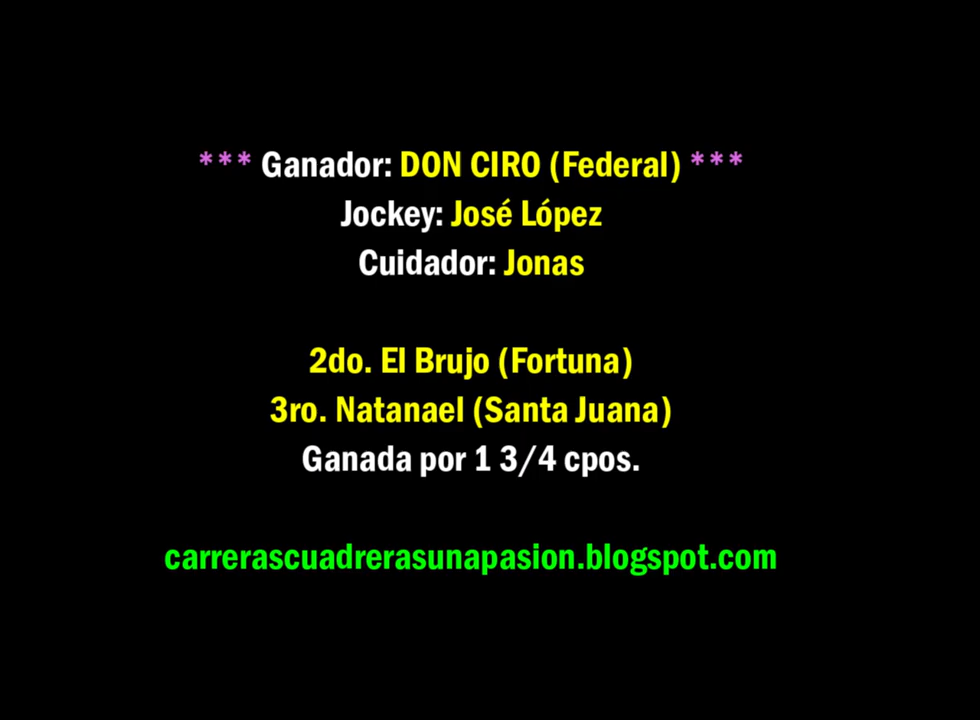 *** Ganador: DON CIRO (Federal) ***
Jockey: José López
Cuidador: Jonas
2do. El Brujo (Fortuna)
3ro. Natanael (Santa Juana)
Ganada por 1 3/4 cpos.
carrerascuadrerasunapasion.blogspot.com